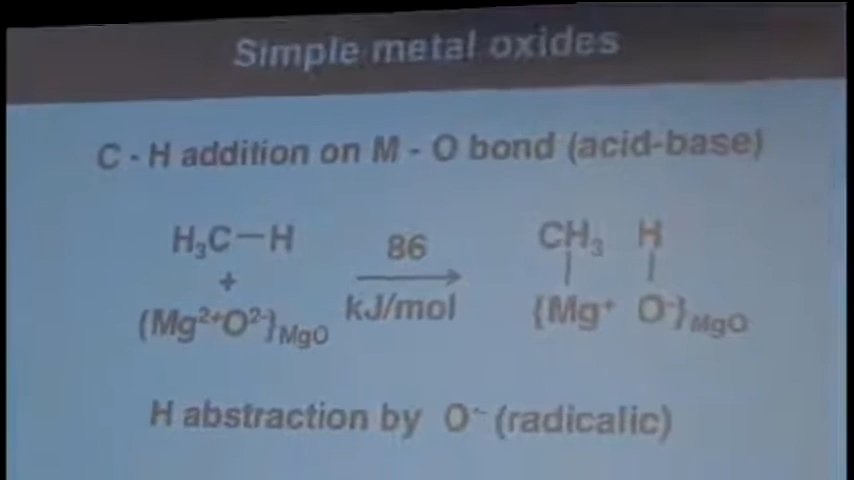 Simple metal oxides
C - H addition on M - O bond (acid-base)
H₃C—H
+
{Mg²⁺O²⁻}MgO
86
kJ/mol
CH₃ H
{Mg⁺ O⁻}MgO
H abstraction by O•⁻ (radicalic)